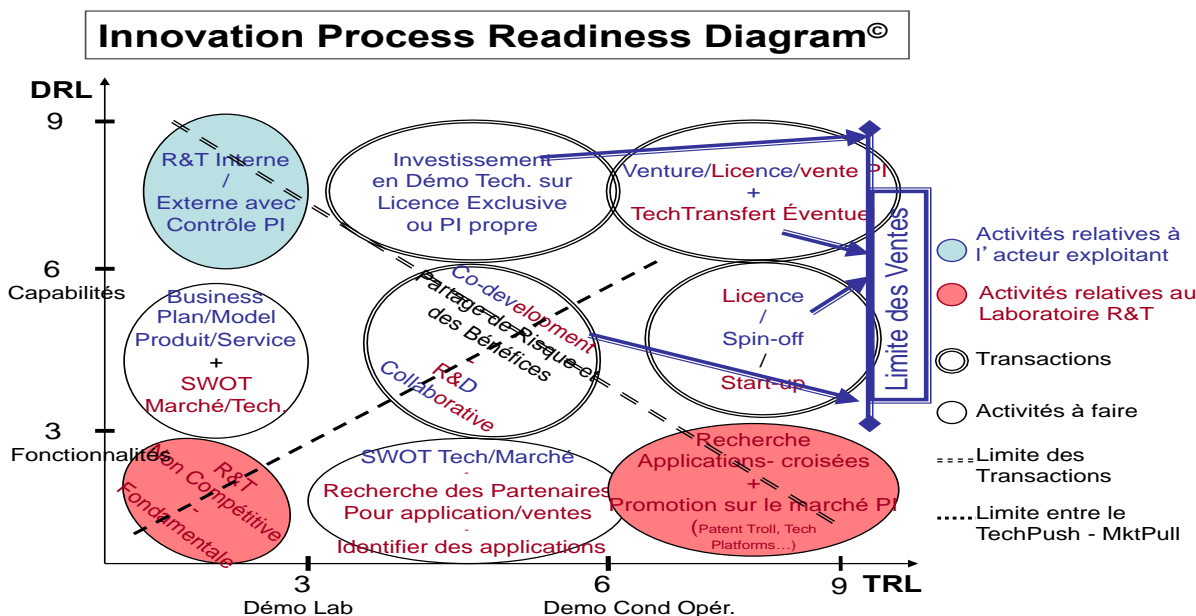 Innovation Process Readiness Diagram©
DRL
9
6
Capabilités
3
Fonctionnalités
R&T Interne
/
Externe avec
Contrôle PI
Investissement
en Démo Tech. sur
Licence Exclusive
ou PI propre
Venture/Licence/vente PI
+
TechTransfert Éventuel
Business
Plan/Model
Produit/Service
+
SWOT
Marché/Tech.
Co-development
-
R&D
Collaborative
Partage de Risque et
des Bénéfices
Licence
/
Spin-off
/
Start-up
R&T
Non Compétitive
-
Fondamentale
SWOT Tech/Marché
-
Recherche des Partenaires
Pour application/ventes
-
Identifier des applications
Recherche
Applications- croisées
+
Promotion sur le marché PI
(Patent Troll, Tech
Platforms…)
Limite des Ventes
3
6
9
TRL
Démo Lab
Demo Cond Opér.
Activités relatives à
l’acteur exploitant
Activités relatives au
Laboratoire R&T
Transactions
Activités à faire
Limite des
Transactions
Limite entre le
TechPush - MktPull